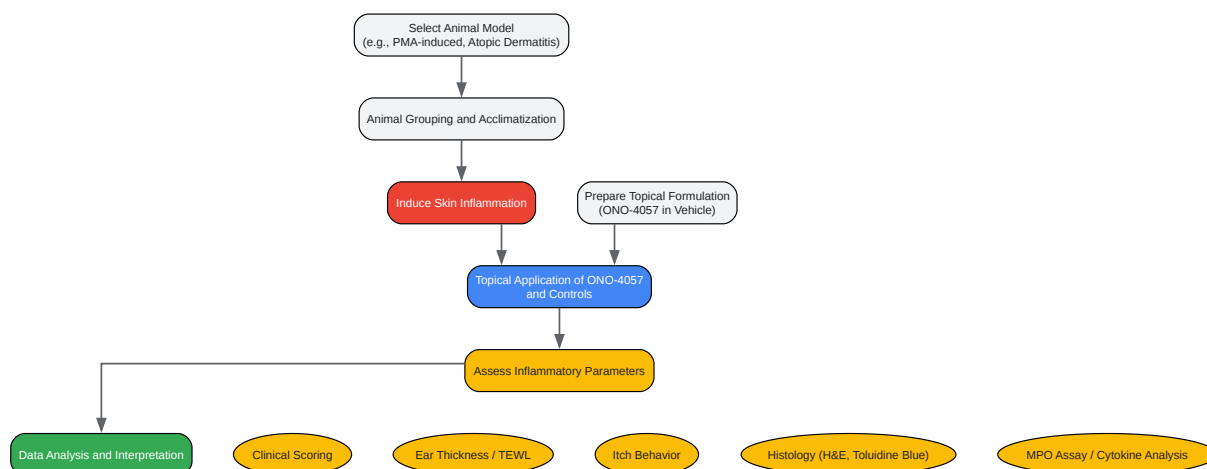 Select Animal Model
(e.g., PMA-induced, Atopic Dermatitis)
Animal Grouping and Acclimatization
Induce Skin Inflammation
Prepare Topical Formulation
(ONO-4057 in Vehicle)
Topical Application of ONO-4057
and Controls
Assess Inflammatory Parameters
Data Analysis and Interpretation
Clinical Scoring
Ear Thickness / TEWL
Itch Behavior
Histology (H&E, Toluidine Blue)
MPO Assay / Cytokine Analysis